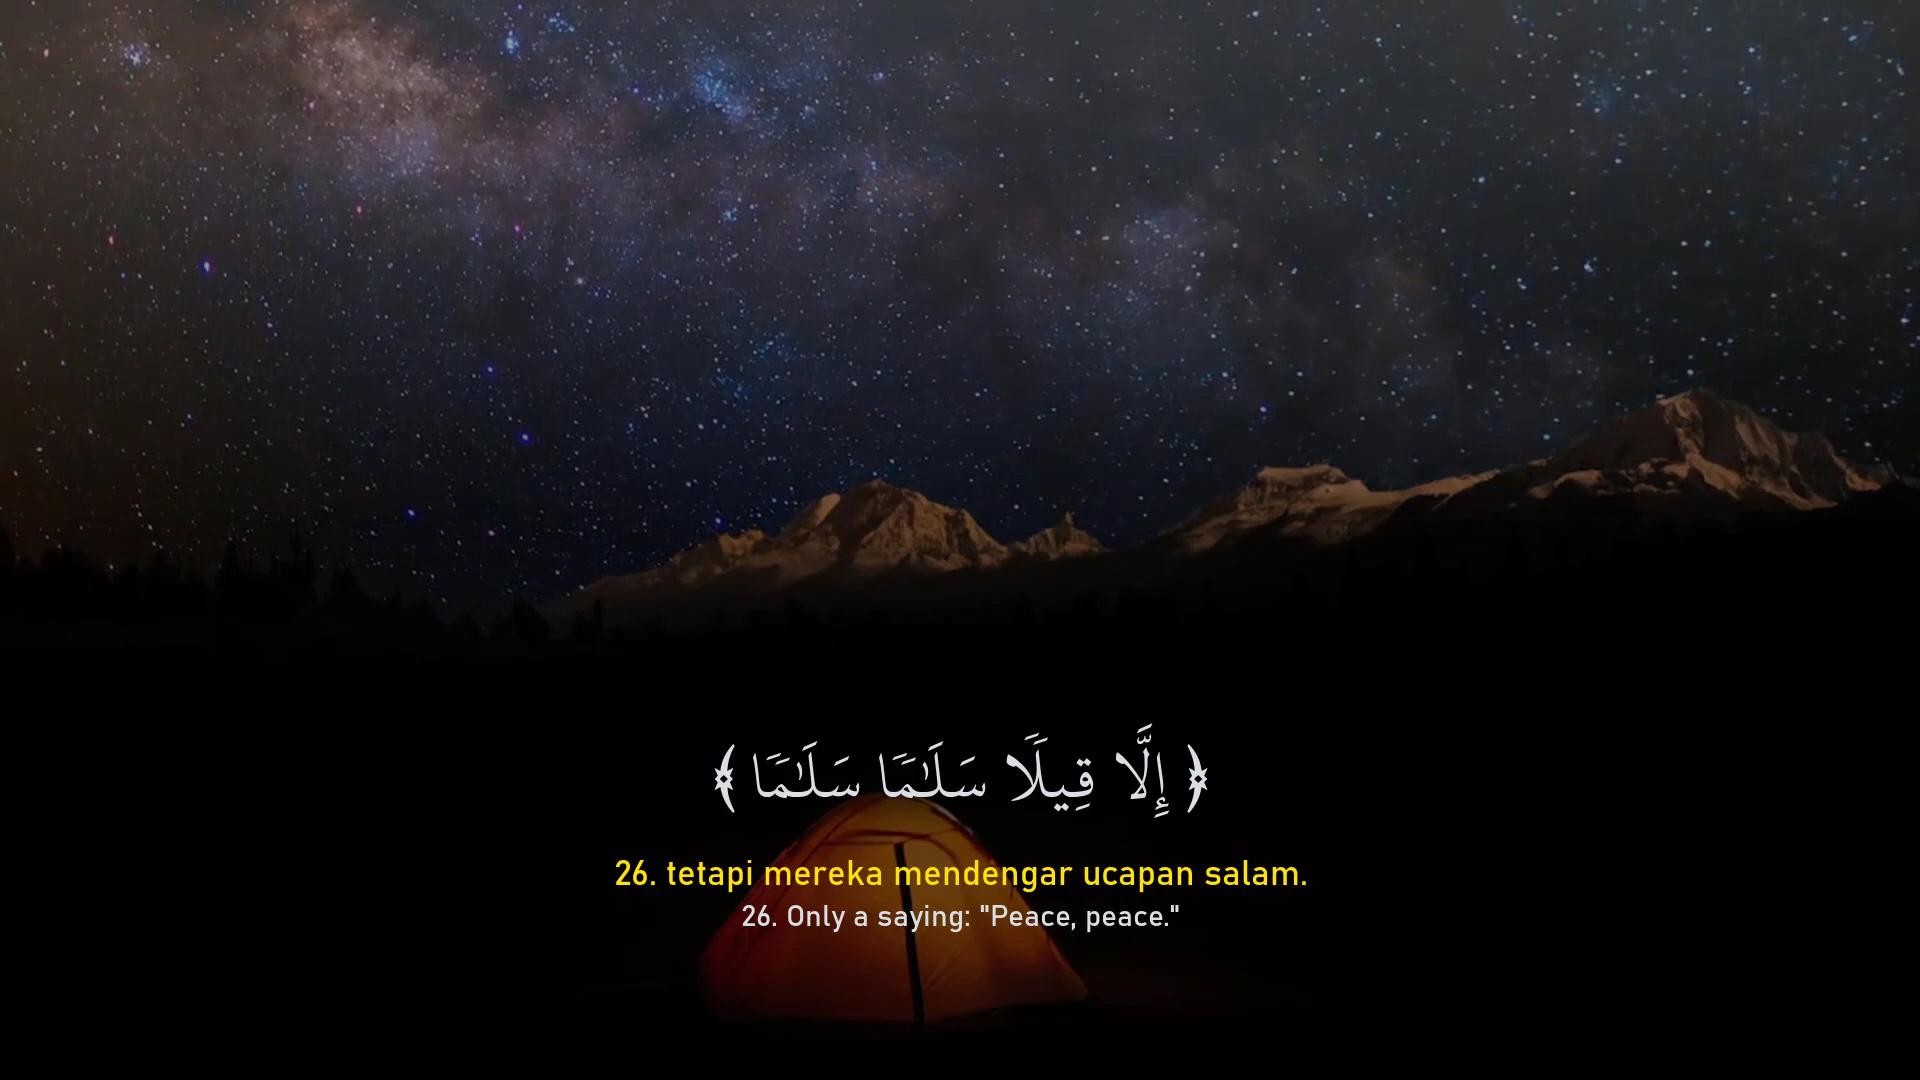 ﴿ إِلَّا قِيلًا سَلَـٰمًا سَلَـٰمًا ﴾
26. tetapi mereka mendengar ucapan salam.
26. Only a saying: "Peace, peace."